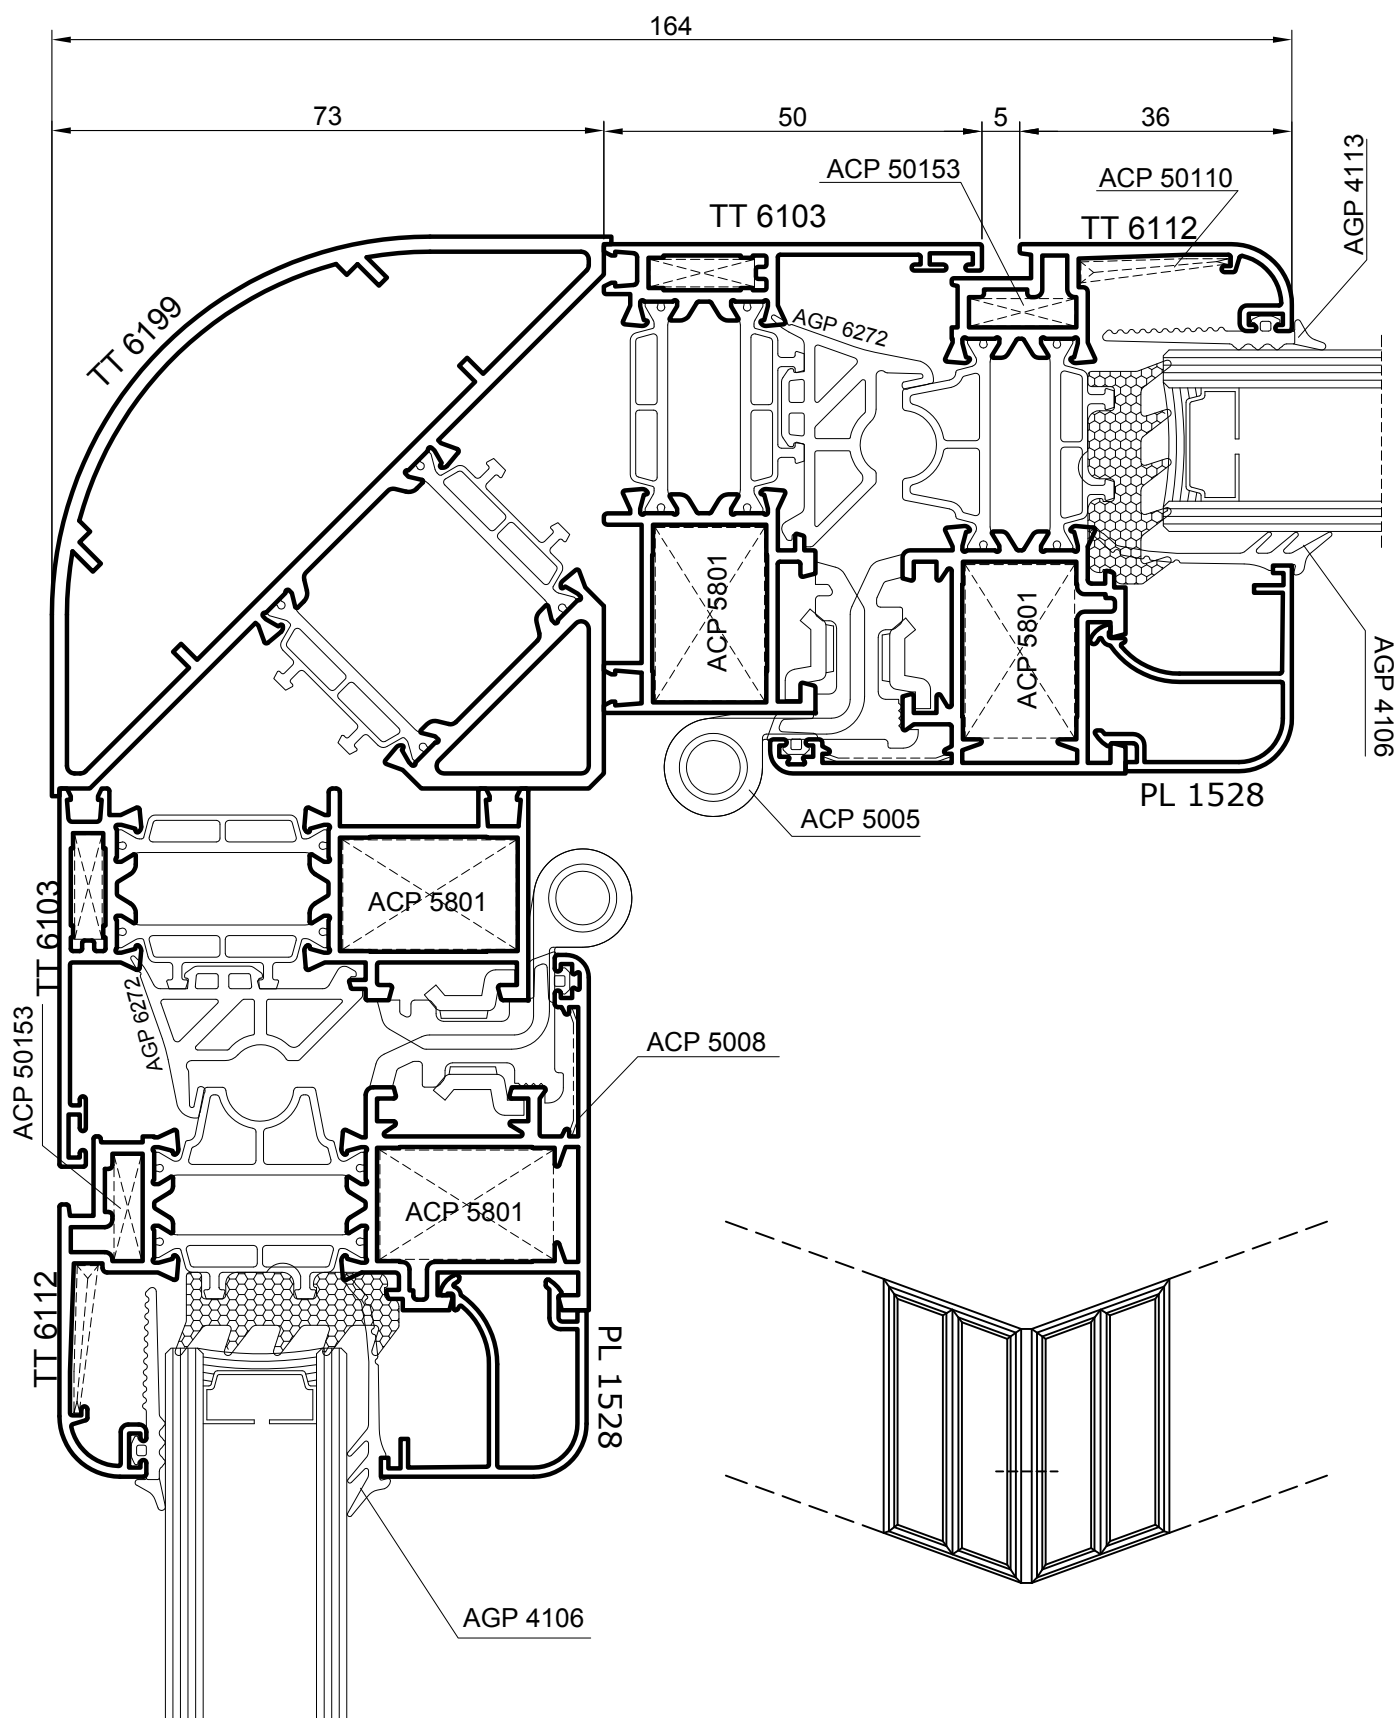 164
73
50
5
36
ACP 50153
ACP 50110
AGP 4113
TT 6103
TT 6112
TT 6199
AGP 6272
ACP 5801
ACP 5801
AGP 4106
PL 1528
ACP 5005
TT 6103
ACP 5801
AGP 6272
ACP 50153
ACP 5008
ACP 5801
TT 6112
PL 1528
AGP 4106